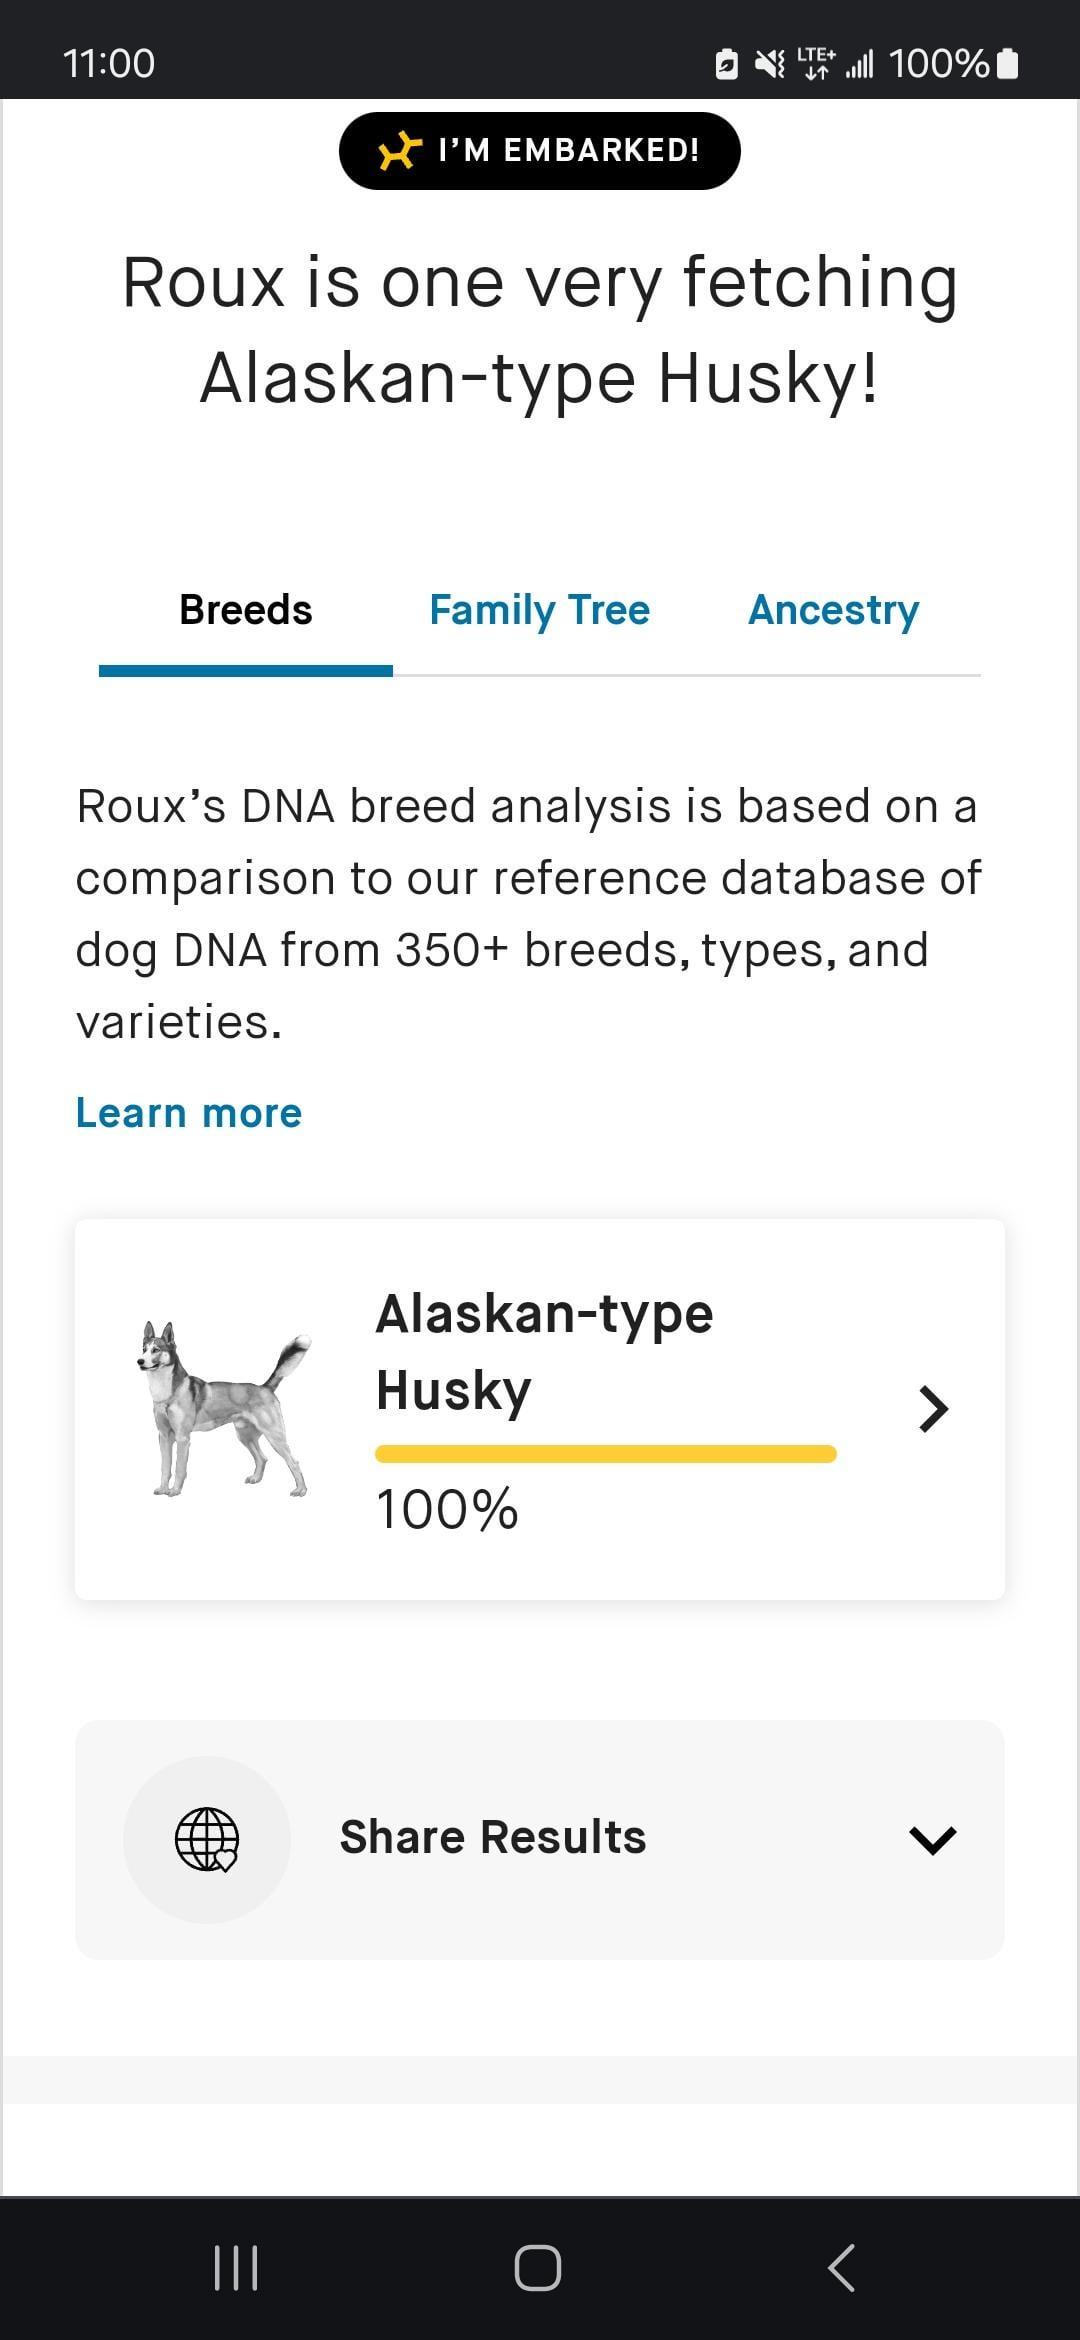 11:00 LTE+ 100%
I'M EMBARKED!
Roux is one very fetching
Alaskan-type Husky!
Breeds Family Tree Ancestry
Roux's DNA breed analysis is based on a
comparison to our reference database of
dog DNA from 350+ breeds, types, and
varieties.
Learn more
Alaskan-type
Husky
100%
Share Results